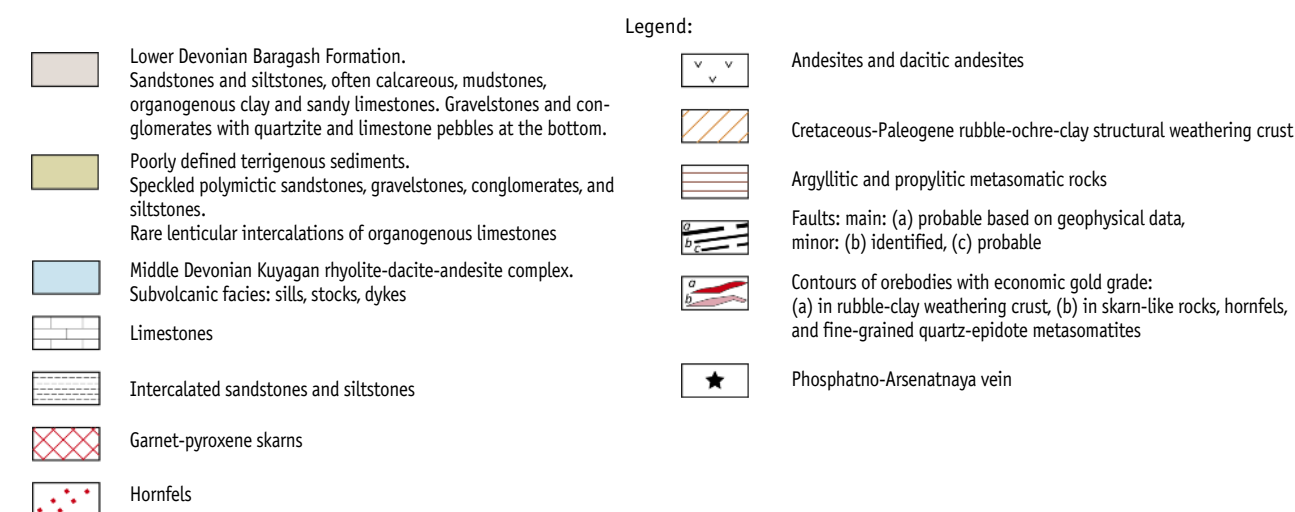 Legend:
Lower Devonian Baragash Formation.
Sandstones and siltstones, often calcareous, mudstones,
organogenous clay and sandy limestones. Gravelstones and con-
glomerates with quartzite and limestone pebbles at the bottom.
Poorly defined terrigenous sediments.
Speckled polymictic sandstones, gravelstones, conglomerates, and
siltstones.
Rare lenticular intercalations of organogenous limestones
Middle Devonian Kuyagan rhyolite-dacite-andesite complex.
Subvolcanic facies: sills, stocks, dykes
Limestones
Intercalated sandstones and siltstones
Garnet-pyroxene skarns
Hornfels
Andesites and dacitic andesites
Cretaceous-Paleogene rubble-ochre-clay structural weathering crust
Argyllitic and propylitic metasomatic rocks
a
b
c
Faults: main: (a) probable based on geophysical data,
minor: (b) identified, (c) probable
a
b
Contours of orebodies with economic gold grade:
(a) in rubble-clay weathering crust, (b) in skarn-like rocks, hornfels,
and fine-grained quartz-epidote metasomatites
Phosphatno-Arsenatnaya vein